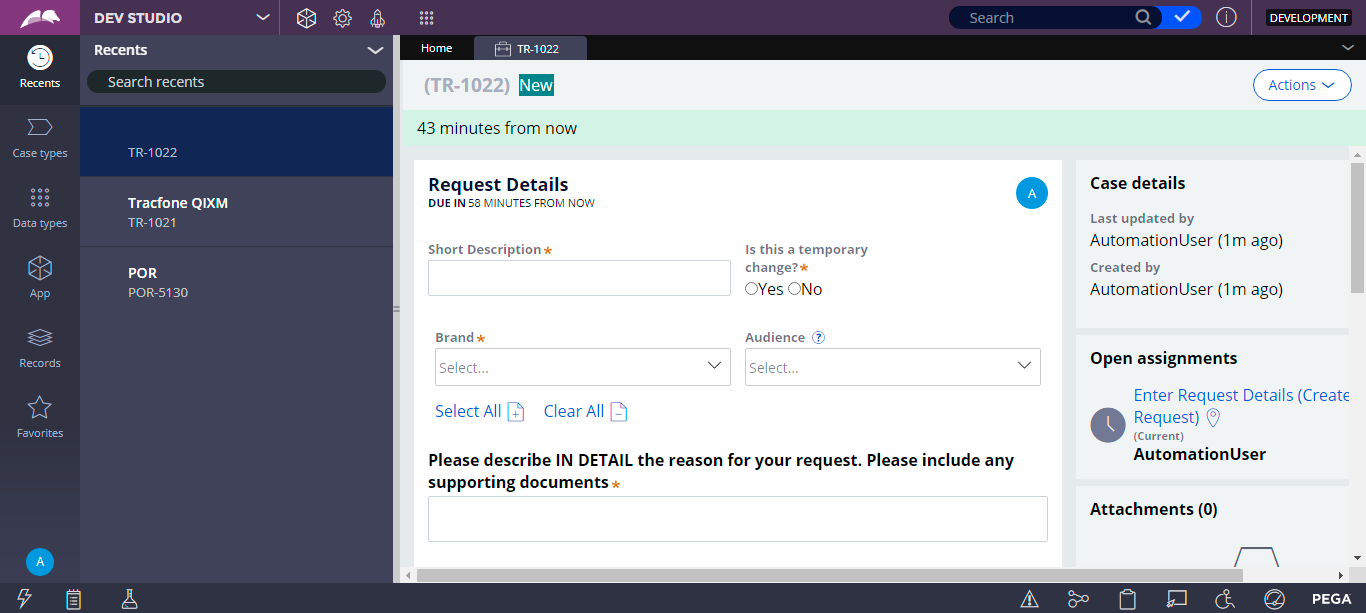 DEV STUDIO
Search
DEVELOPMENT
Recents
Recents
Search recents
Home
TR-1022
(TR-1022) New
Actions
43 minutes from now
Case types
TR-1022
Data types
Tracfone QIXM
TR-1021
App
POR
POR-5130
Records
Favorites
A
Request Details
DUE IN 58 MINUTES FROM NOW
A
Short Description*
Is this a temporary
change?*
Yes No
Brand*
Audience ?
Select...
Select...
Select All
Clear All
Please describe IN DETAIL the reason for your request. Please include any
supporting documents*
Case details
Last updated by
AutomationUser (1m ago)
Created by
AutomationUser (1m ago)
Open assignments
Enter Request Details (Create
Request)
(Current)
AutomationUser
Attachments (0)
PEGA